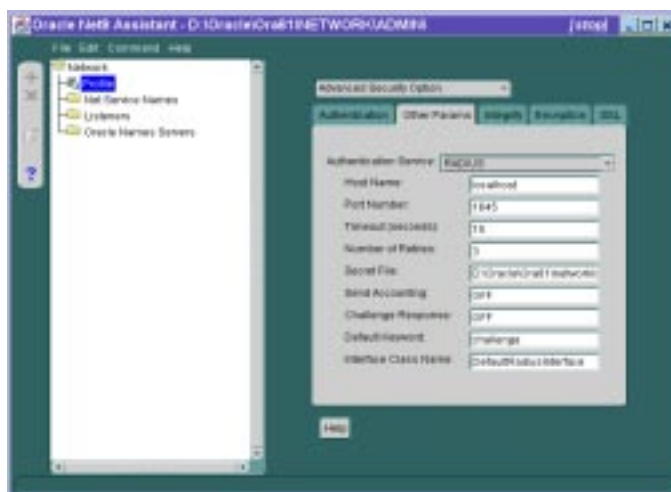 Oracle Net8 Assistant - D:\Oracle\Ora81\NETWORK\ADMIN\
File Edit Command Help
Network
Profile
Net Service Names
Listeners
Oracle Names Servers
Advanced Security Option
Authentication Other Params Integrity Encryption SSL
Authentication Service: RADIUS
Host Name: localhost
Port Number: 1645
Timeout (seconds): 15
Number of Retries: 3
Secret File: D:\Oracle\Ora81\network\
Send Accounting: OFF
Challenge Response: OFF
Default Keyword: challenge
Interface Class Name: DefaultRadiusInterface
Help